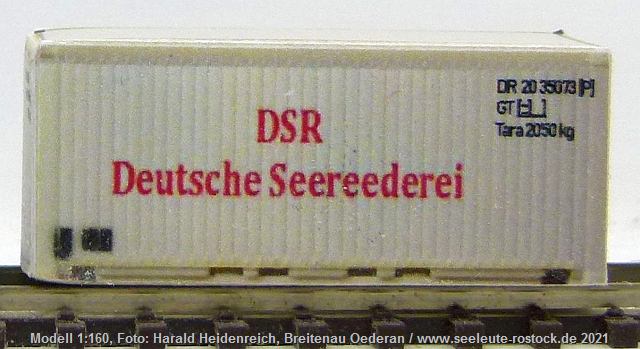 DSR
Deutsche Seereederei
DR 20 35073 [P]
GT
Tara 2050 kg
Modell 1:160, Foto: Harald Heidenreich, Breitenau Oederan / www.seeleute-rostock.de 2021